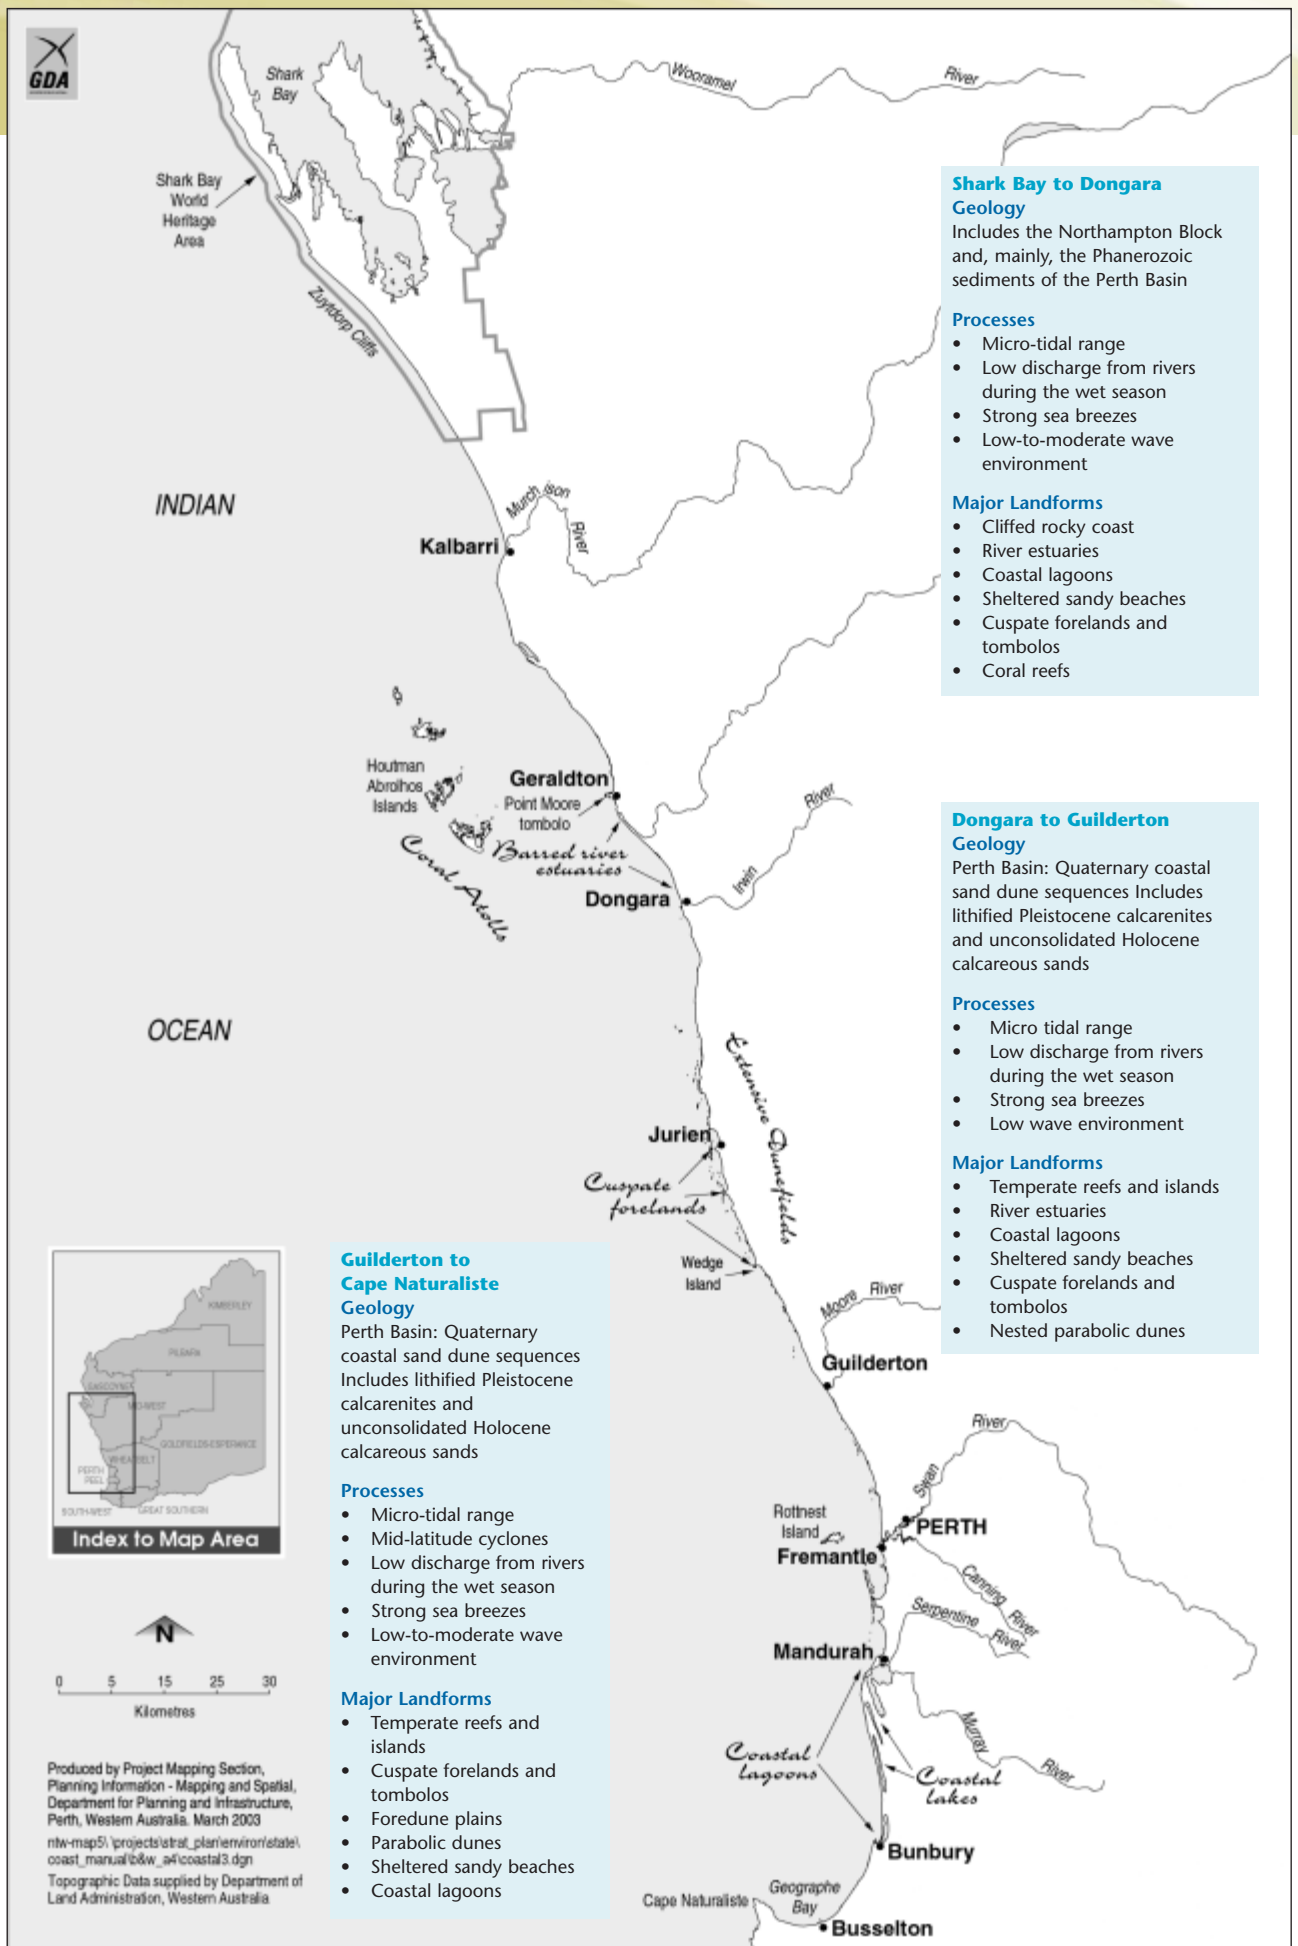 GDA
Shark
Bay
Wooramel
River
Shark Bay
World
Heritage
Area
Zuytdorp Cliffs
Shark Bay to Dongara
Geology
Includes the Northampton Block
and, mainly, the Phanerozoic
sediments of the Perth Basin
Processes
• Micro-tidal range
• Low discharge from rivers
during the wet season
• Strong sea breezes
• Low-to-moderate wave
environment
Major Landforms
• Cliffed rocky coast
• River estuaries
• Coastal lagoons
• Sheltered sandy beaches
• Cuspate forelands and
tombolos
• Coral reefs
INDIAN
Murchison
River
Kalbarri
Houtman
Abrolhos
Islands
Geraldton
Point Moore
tombolo
Barred river
estuaries
Coral Atolls
River
Irwin
Dongara
Dongara to Guilderton
Geology
Perth Basin: Quaternary coastal
sand dune sequences Includes
lithified Pleistocene calcarenites
and unconsolidated Holocene
calcareous sands
Processes
• Micro tidal range
• Low discharge from rivers
during the wet season
• Strong sea breezes
• Low wave environment
Major Landforms
• Temperate reefs and islands
• River estuaries
• Coastal lagoons
• Sheltered sandy beaches
• Cuspate forelands and
tombolos
• Nested parabolic dunes
OCEAN
Extensive Dunefields
Jurien
Cuspate
forelands
Wedge
Island
Moore River
Guilderton
Guilderton to
Cape Naturaliste
Geology
Perth Basin: Quaternary
coastal sand dune sequences
Includes lithified Pleistocene
calcarenites and
unconsolidated Holocene
calcareous sands
Processes
• Micro-tidal range
• Mid-latitude cyclones
• Low discharge from rivers
during the wet season
• Strong sea breezes
• Low-to-moderate wave
environment
Major Landforms
• Temperate reefs and
islands
• Cuspate forelands and
tombolos
• Foredune plains
• Parabolic dunes
• Sheltered sandy beaches
• Coastal lagoons
KIMBERLEY
PILBARA
GASCOYNE
MID-WEST
GOLDFIELDS-ESPERANCE
WHEATBELT
PERTH
PEEL
SOUTH-WEST
GREAT SOUTHERN
Index to Map Area
N
0 5 15 25 30
Kilometres
Produced by Project Mapping Section,
Planning Information - Mapping and Spatial,
Department for Planning and Infrastructure,
Perth, Western Australia. March 2003
ntw-map5\ \projects\strat_plan\environ\state\
coast_manual\b&w_a4\coastal3.dgn
Topographic Data supplied by Department of
Land Administration, Western Australia
River
Swan
Rottnest
Island
PERTH
Fremantle
Canning River
Serpentine
River
Mandurah
Murray
River
Coastal
lagoons
Coastal
lakes
Bunbury
Cape Naturaliste
Geographe
Bay
Busselton